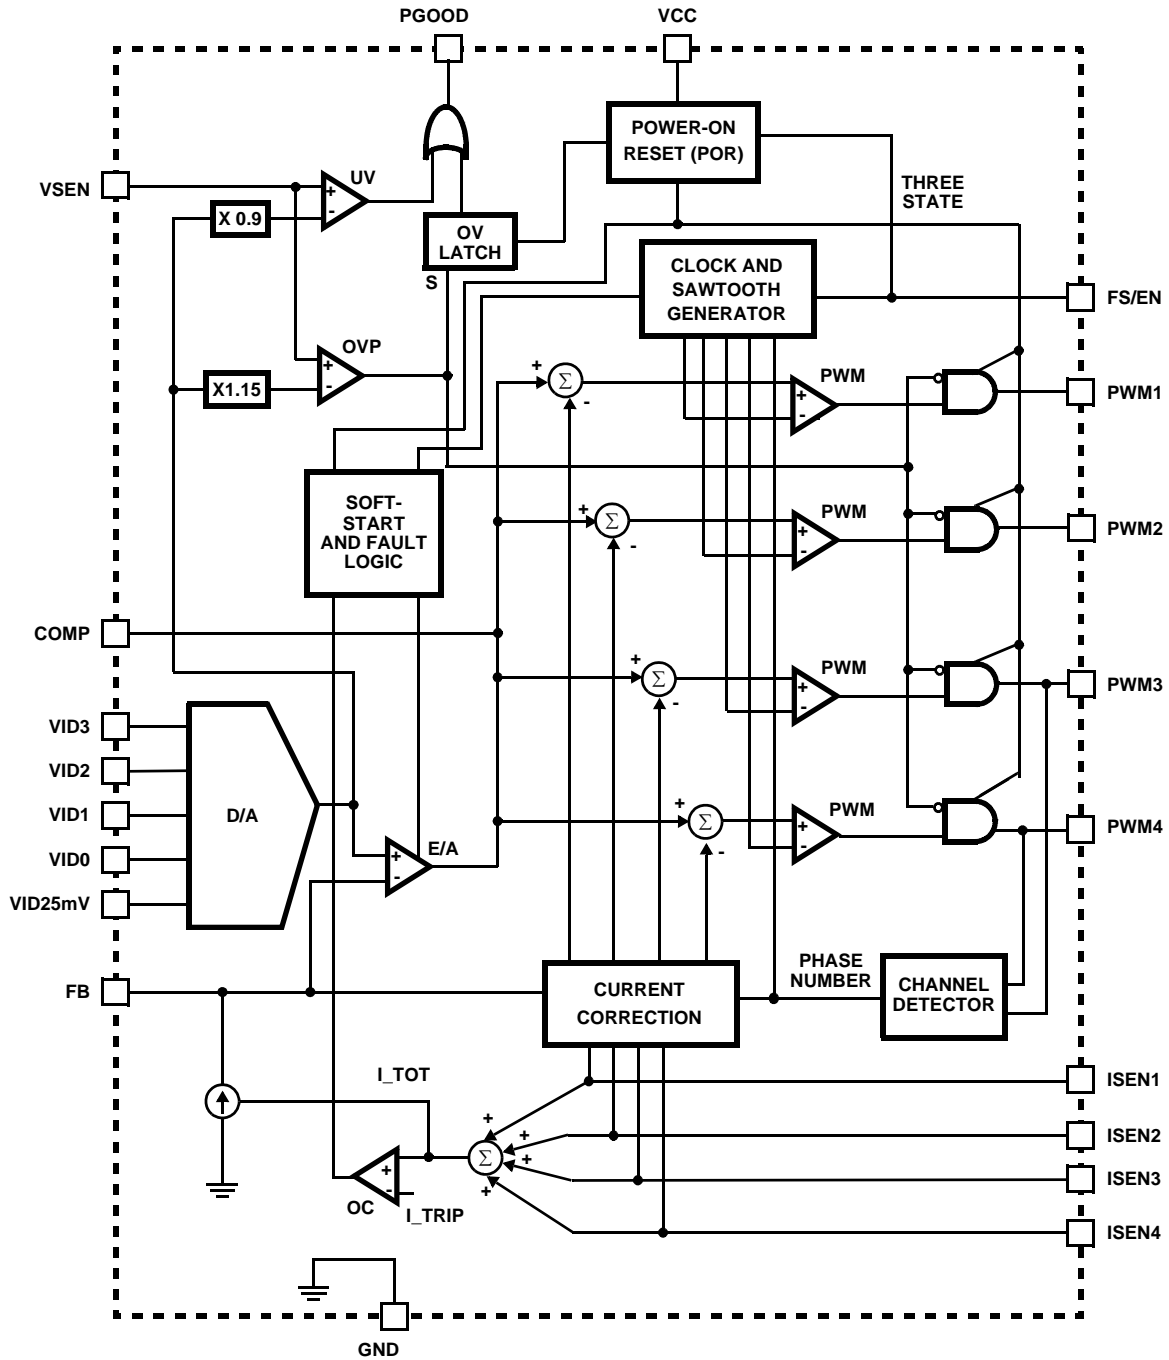 PGOOD
VCC
POWER-ON
RESET (POR)
THREE
STATE
VSEN
+
-
UV
X 0.9
OV
LATCH
S
CLOCK AND
SAWTOOTH
GENERATOR
FS/EN
OVP
+
-
X1.15
+
Σ
-
PWM
+
-
PWM1
SOFT-
START
AND FAULT
LOGIC
+
Σ
-
PWM
+
-
PWM2
COMP
+
Σ
-
PWM
+
-
PWM3
VID3
VID2
VID1
VID0
VID25mV
D/A
+
-
E/A
+
Σ
-
PWM
+
-
PWM4
FB
CURRENT
CORRECTION
PHASE
NUMBER
CHANNEL
DETECTOR
I_TOT
ISEN1
+
+
Σ
+
+
ISEN2
ISEN3
ISEN4
+
-
OC
I_TRIP
GND